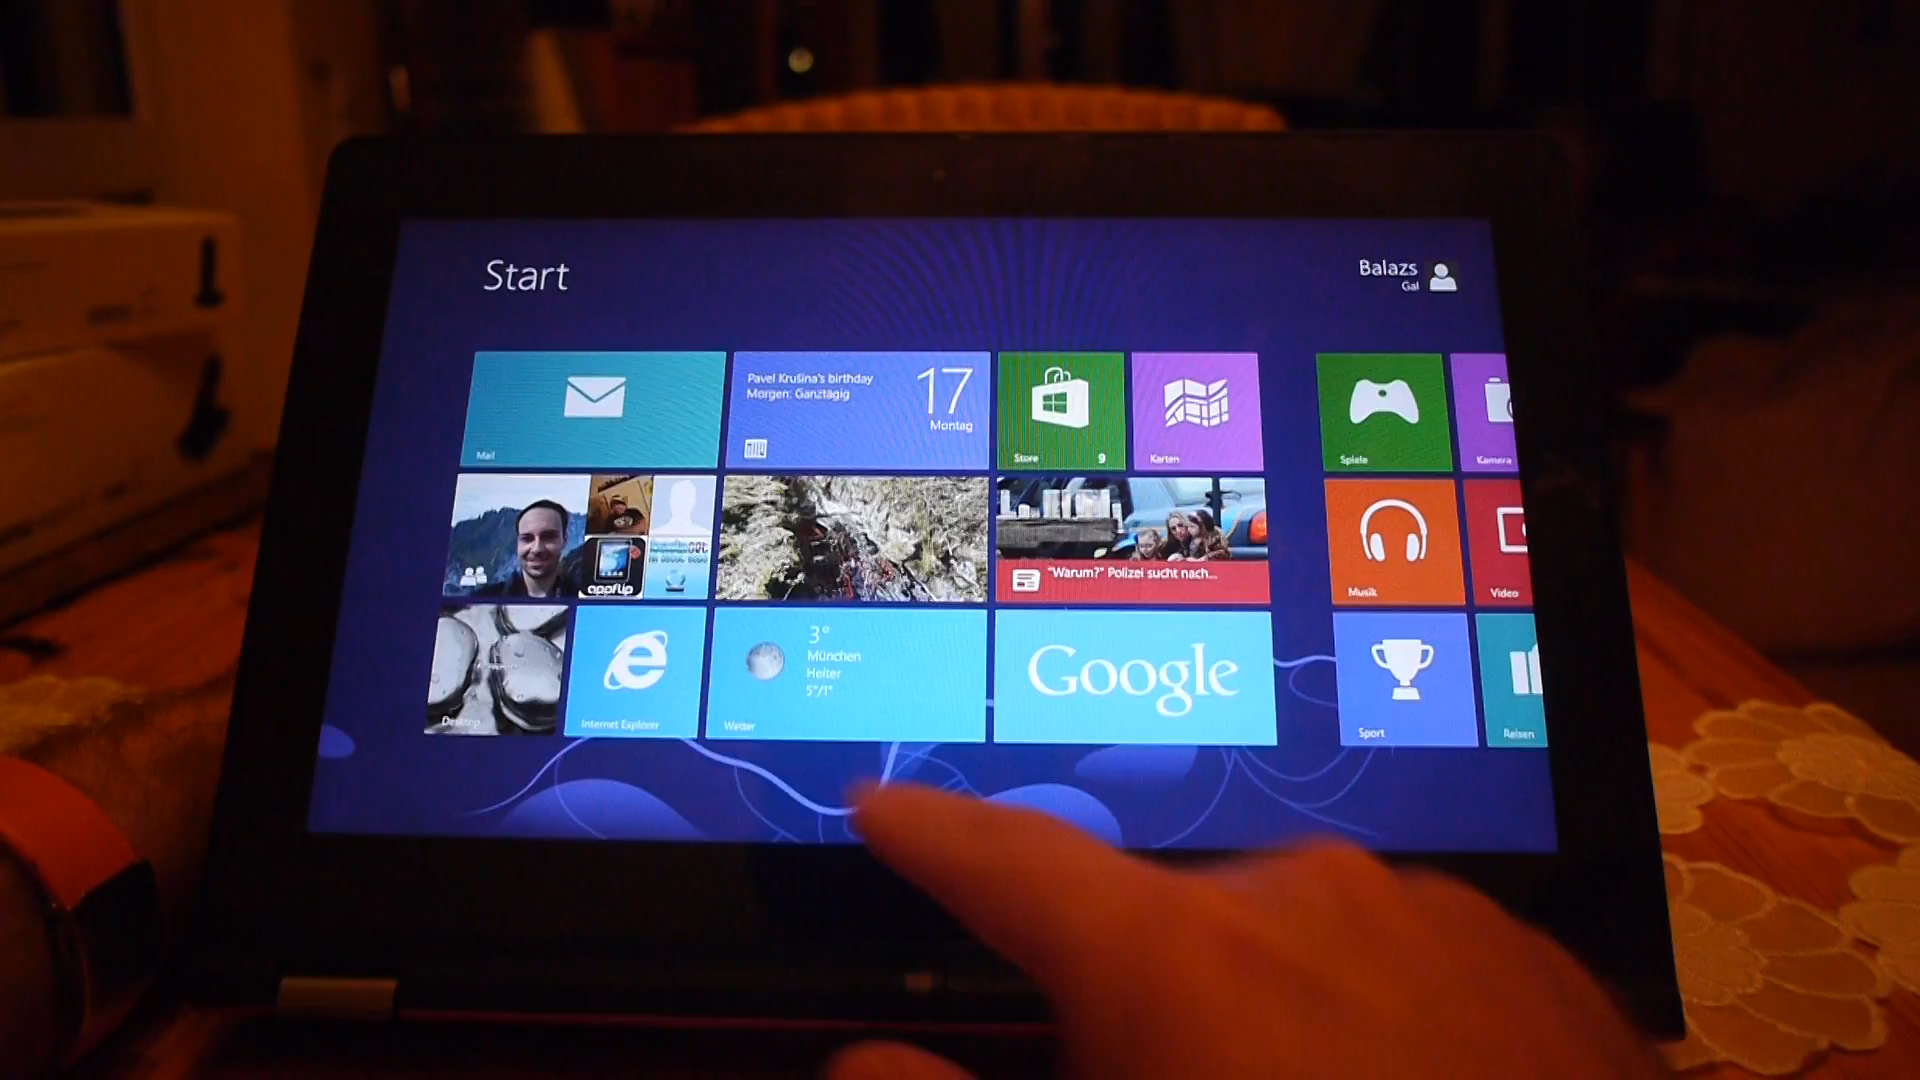 Start
Balazs
Gal
Mail
Pavel Krušina's birthday
Morgen: Ganztägig
17
Montag
Store
9
Karten
Spiele
Kamera
appflip
"Warum?" Polizei sucht nach...
Musik
Video
Desktop
Internet Explorer
3°
München
Heiter
5°/1°
Wetter
Google
Sport
Reisen